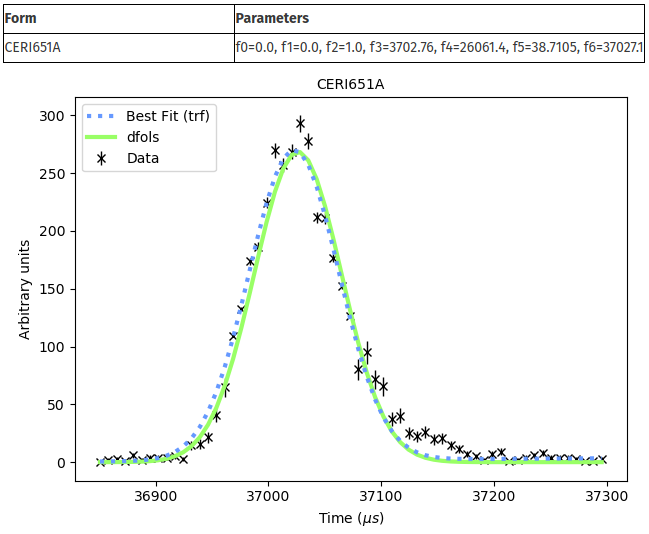 Form Parameters
CERI651A f0=0.0, f1=0.0, f2=1.0, f3=3702.76, f4=26061.4, f5=38.7105, f6=37027.1
CERI651A
Best Fit (trf)
dfols
Data
300
250
200
150
100
50
0
Arbitrary units
36900 37000 37100 37200 37300
Time (μs)